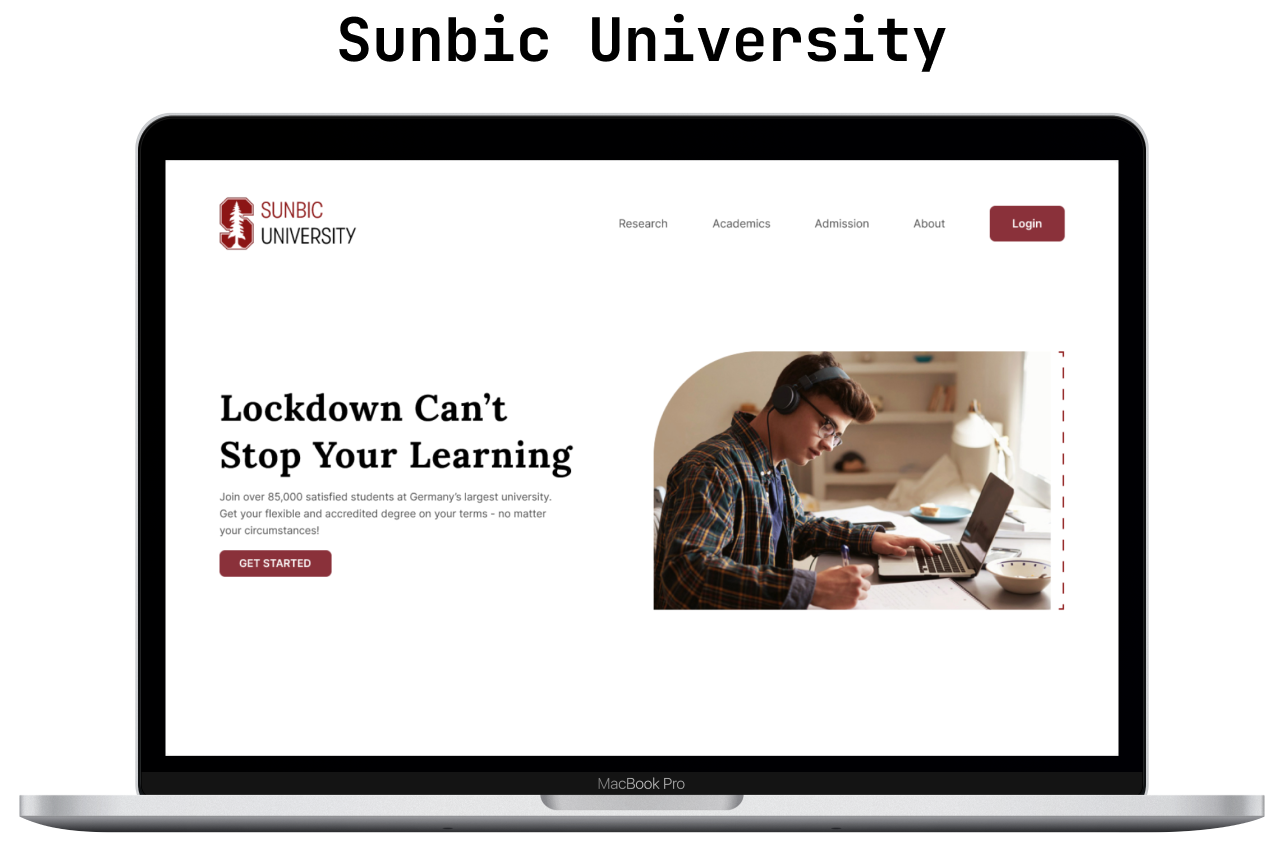 Sunbic University
SUNBIC
UNIVERSITY
Research
Academics
Admission
About
Login
Lockdown Can’t
Stop Your Learning
Join over 85,000 satisfied students at Germany's largest university.
Get your flexible and accredited degree on your terms - no matter
your circumstances!
GET STARTED
MacBook Pro